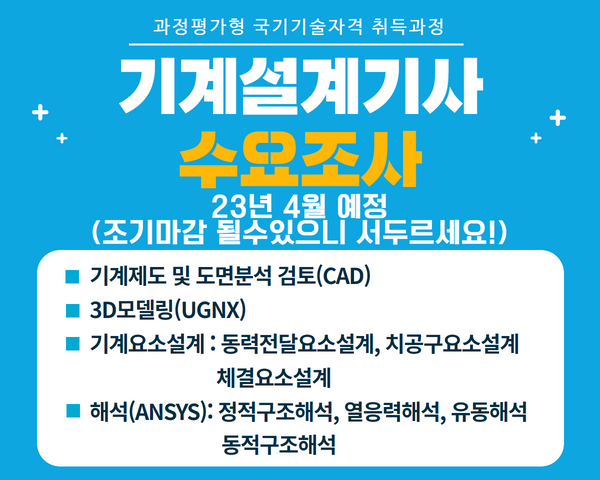 과정평가형 국기기술자격 취득과정
기계설계기사
수요조사
23년 4월 예정
(조기마감 될수있으니 서두르세요!)
■ 기계제도 및 도면분석 검토(CAD)
■ 3D모델링(UGNX)
■ 기계요소설계 : 동력전달요소설계, 치공구요소설계
체결요소설계
■ 해석(ANSYS): 정적구조해석, 열응력해석, 유동해석
동적구조해석